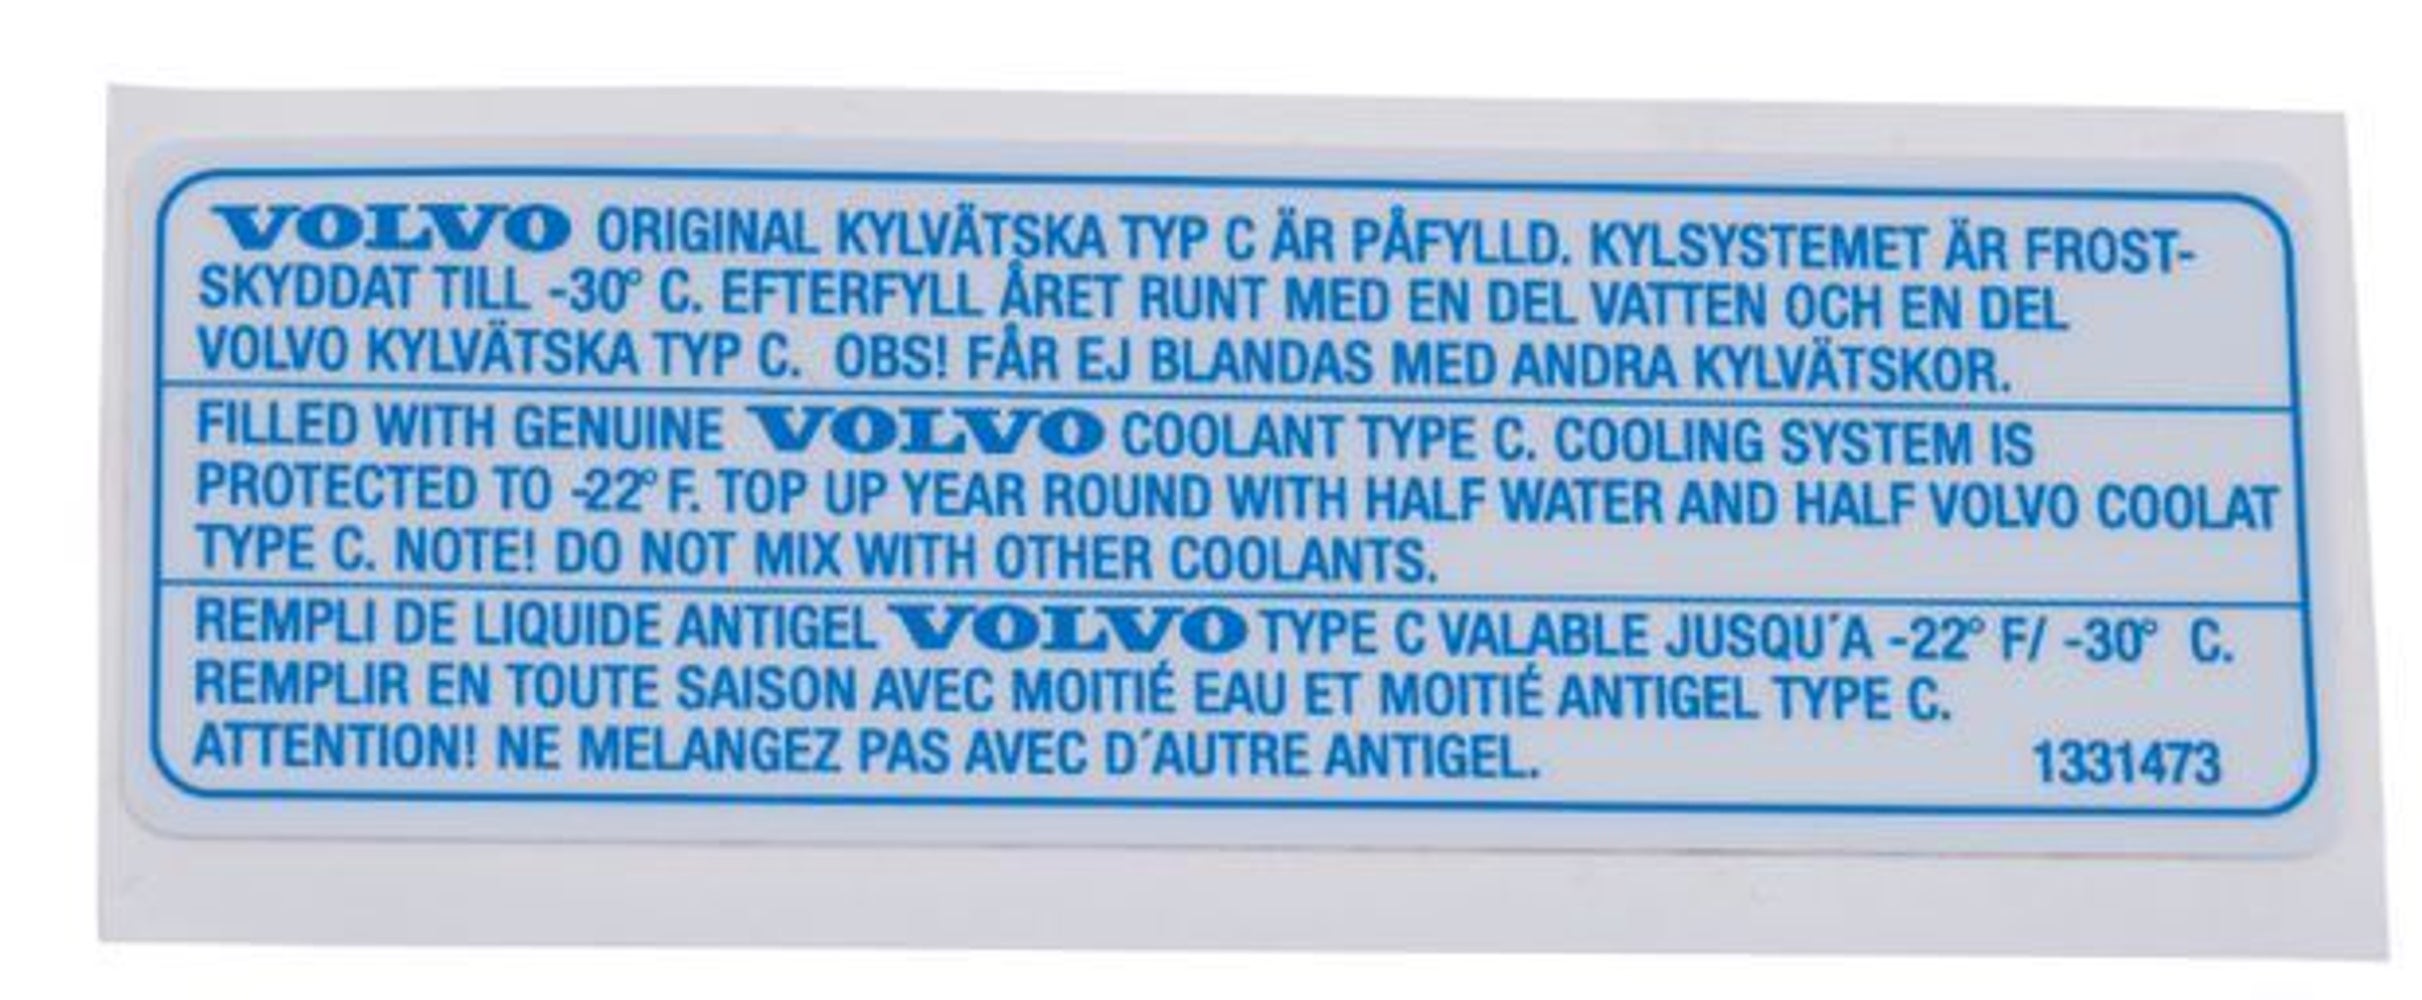 VOLVO ORIGINAL KYLVÄTSKA TYP C ÄR PÅFYLLD. KYLSYSTEMET ÄR FROST-
SKYDDAT TILL -30° C. EFTERFYLL ÅRET RUNT MED EN DEL VATTEN OCH EN DEL
VOLVO KYLVÄTSKA TYP C. OBS! FÅR EJ BLANDAS MED ANDRA KYLVÄTSKOR.
FILLED WITH GENUINE VOLVO COOLANT TYPE C. COOLING SYSTEM IS
PROTECTED TO -22° F. TOP UP YEAR ROUND WITH HALF WATER AND HALF VOLVO COOLAT
TYPE C. NOTE! DO NOT MIX WITH OTHER COOLANTS.
REMPLI DE LIQUIDE ANTIGEL VOLVO TYPE C VALABLE JUSQU´A -22° F/ -30° C.
REMPLIR EN TOUTE SAISON AVEC MOITIÉ EAU ET MOITIÉ ANTIGEL TYPE C.
ATTENTION! NE MELANGEZ PAS AVEC D´AUTRE ANTIGEL.
1331473